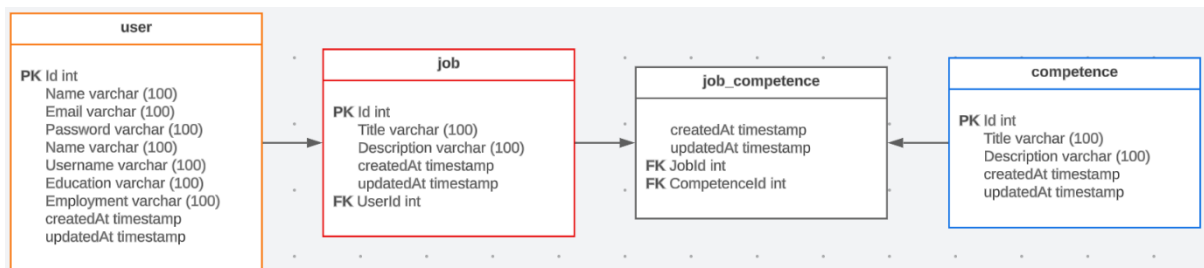 user
PK Id int
Name varchar (100)
Email varchar (100)
Password varchar (100)
Name varchar (100)
Username varchar (100)
Education varchar (100)
Employment varchar (100)
createdAt timestamp
updatedAt timestamp
job
PK Id int
Title varchar (100)
Description varchar (100)
createdAt timestamp
updatedAt timestamp
FK UserId int
job_competence
createdAt timestamp
updatedAt timestamp
FK JobId int
FK CompetenceId int
competence
PK Id int
Title varchar (100)
Description varchar (100)
createdAt timestamp
updatedAt timestamp